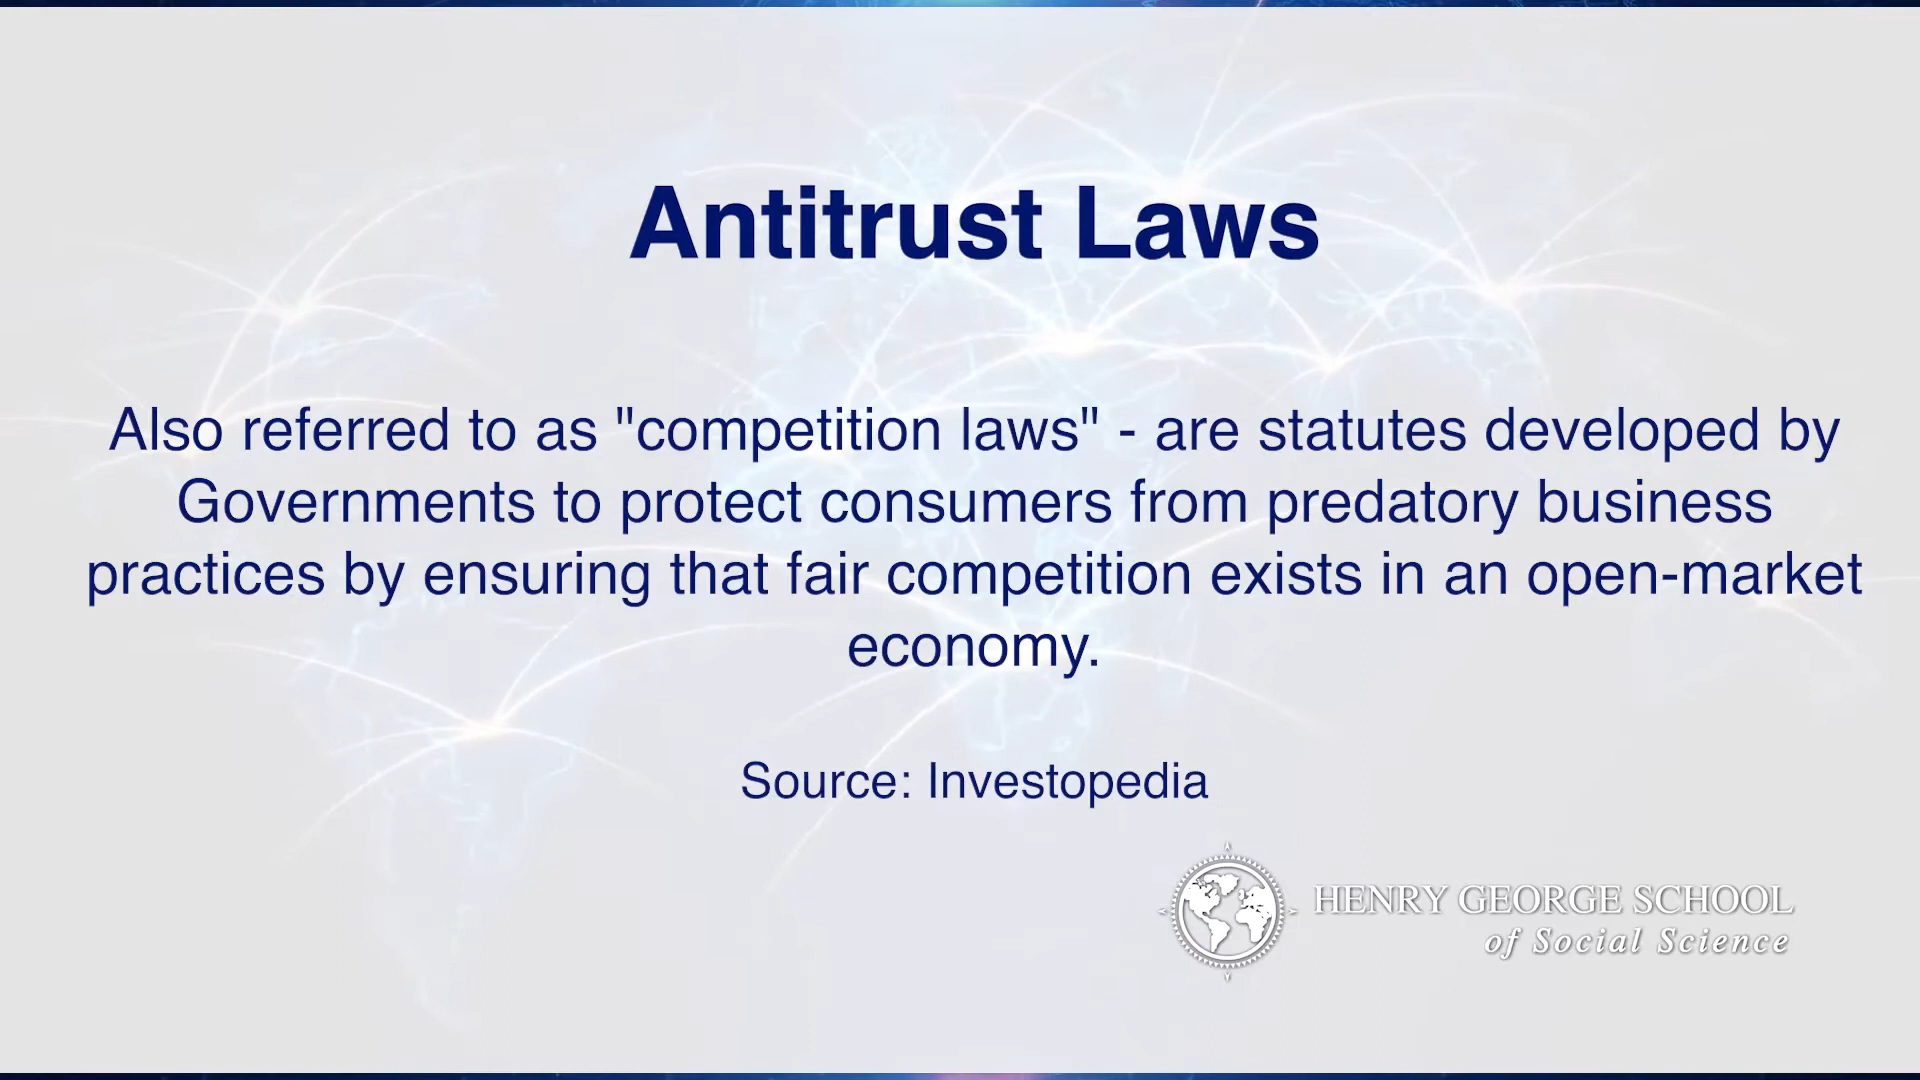 Antitrust Laws
Also referred to as "competition laws" - are statutes developed by
Governments to protect consumers from predatory business
practices by ensuring that fair competition exists in an open-market
economy.
Source: Investopedia
HENRY GEORGE SCHOOL
of Social Science